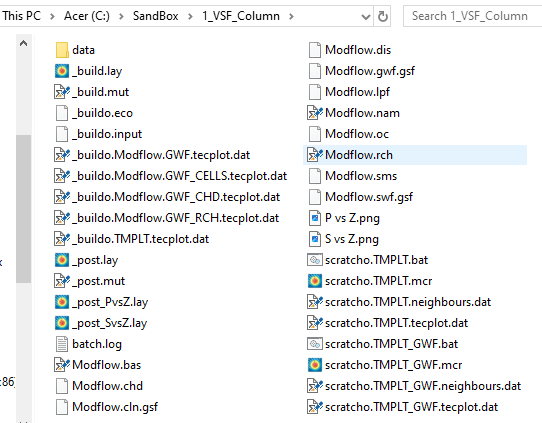 This PC > Acer (C:) > SandBox > 1_VSF_Column >
Search 1_VSF_Column
data
_build.lay
_build.mut
_buildo.eco
_buildo.input
_buildo.Modflow.GWF.tecplot.dat
_buildo.Modflow.GWF_CELLS.tecplot.dat
_buildo.Modflow.GWF_CHD.tecplot.dat
_buildo.Modflow.GWF_RCH.tecplot.dat
_buildo.TMPLT.tecplot.dat
_post.lay
_post.mut
_post_PvsZ.lay
_post_SvsZ.lay
batch.log
Modflow.bas
Modflow.chd
Modflow.cln.gsf
Modflow.dis
Modflow.gwf.gsf
Modflow.lpf
Modflow.nam
Modflow.oc
Modflow.rch
Modflow.sms
Modflow.swf.gsf
P vs Z.png
S vs Z.png
scratcho.TMPLT.bat
scratcho.TMPLT.mcr
scratcho.TMPLT.neighbours.dat
scratcho.TMPLT.tecplot.dat
scratcho.TMPLT_GWF.bat
scratcho.TMPLT_GWF.mcr
scratcho.TMPLT_GWF.neighbours.dat
scratcho.TMPLT_GWF.tecplot.dat
x
:86)